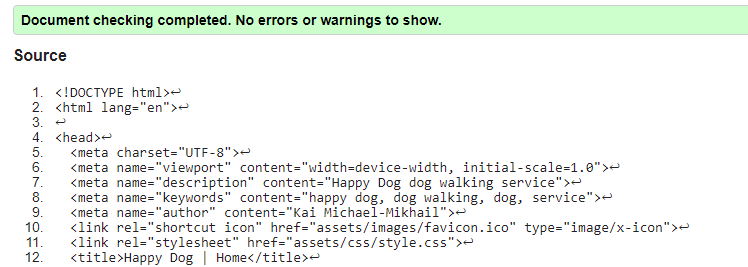 Document checking completed. No errors or warnings to show.
Source
1. <!DOCTYPE html>↩
2. <html lang="en">↩
3. ↩
4. <head>↩
5.   <meta charset="UTF-8">↩
6.   <meta name="viewport" content="width=device-width, initial-scale=1.0">↩
7.   <meta name="description" content="Happy Dog dog walking service">↩
8.   <meta name="keywords" content="happy dog, dog walking, dog, service">↩
9.   <meta name="author" content="Kai Michael-Mikhail">↩
10.   <link rel="shortcut icon" href="assets/images/favicon.ico" type="image/x-icon">↩
11.   <link rel="stylesheet" href="assets/css/style.css">↩
12.   <title>Happy Dog | Home</title>↩